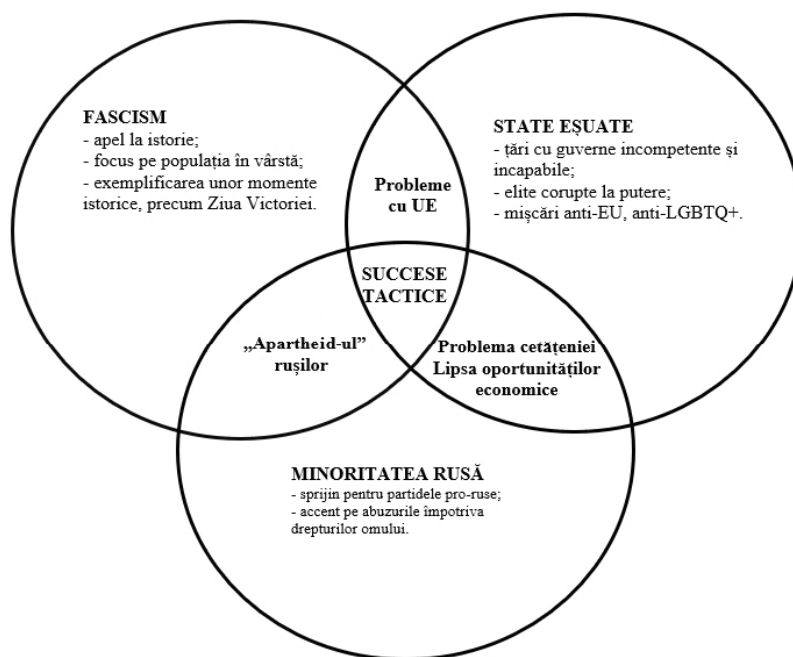 FASCISM
- apel la istorie;
- focus pe populația în vârstă;
- exemplificarea unor momente
istorice, precum Ziua Victoriei.
STATE EȘUATE
- țări cu guverne incompetente și
incapabile;
- elite corupte la putere;
- mișcări anti-EU, anti-LGBTQ+.
Probleme
cu UE
SUCCESE
TACTICE
„Apartheid-ul”
rușilor
Problema cetățeniei
Lipsa oportunităților
economice
MINORITATEA RUSĂ
- sprijin pentru partidele pro-ruse;
- accent pe abuzurile împotriva
drepturilor omului.